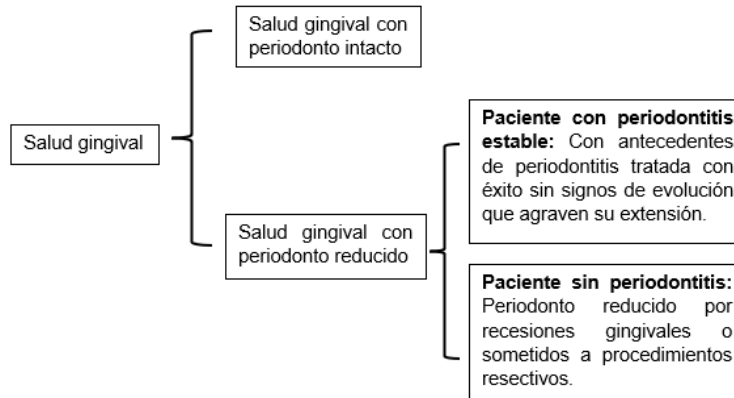 Salud gingival con
periodonto intacto
Salud gingival
Salud gingival con
periodonto reducido
Paciente con periodontitis
estable: Con antecedentes
de periodontitis tratada con
éxito sin signos de evolución
que agraven su extensión.
Paciente sin periodontitis:
Periodonto reducido por
recesiones gingivales o
sometidos a procedimientos
resectivos.